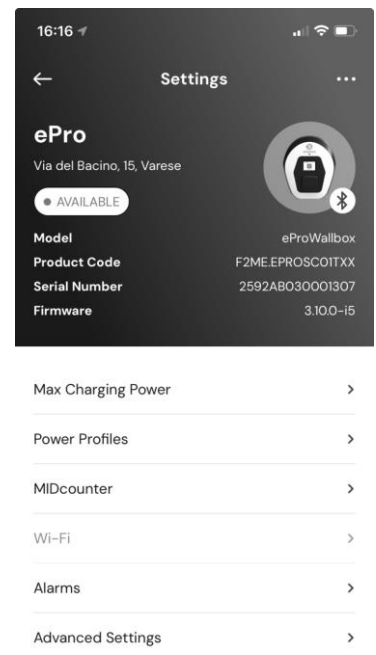 16:16
Settings
ePro
Via del Bacino, 15, Varese
AVAILABLE
Model eProWallbox
Product Code F2ME.EPROSC01TXX
Serial Number 2592AB030001307
Firmware 3.10.0-i5
Max Charging Power
Power Profiles
MIDcounter
Wi-Fi
Alarms
Advanced Settings